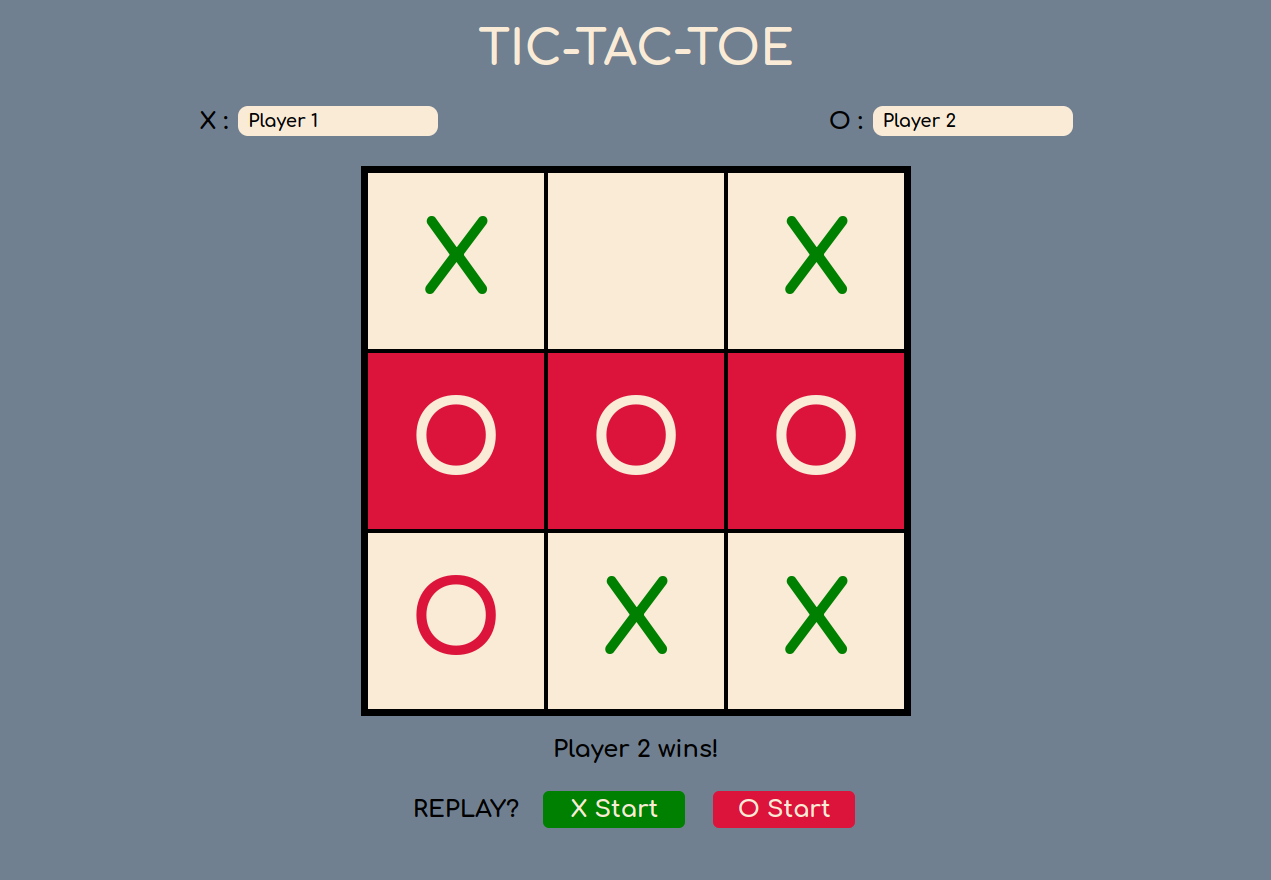 TIC-TAC-TOE
X : Player 1 O : Player 2
X X
O O O
O X X
Player 2 wins!
REPLAY? X Start O Start